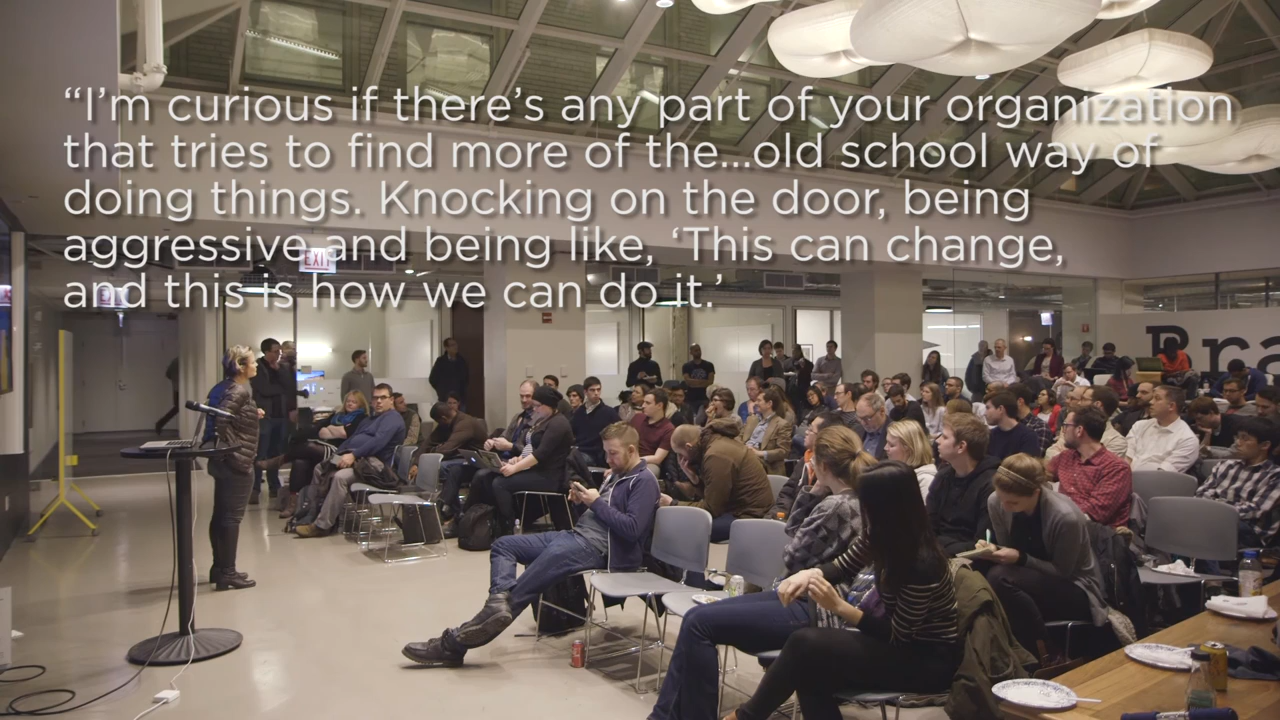 “I’m curious if there’s any part of your organization
that tries to find more of the...old school way of
doing things. Knocking on the door, being
aggressive and being like, ‘This can change,
and this is how we can do it.’
EXIT
Bra